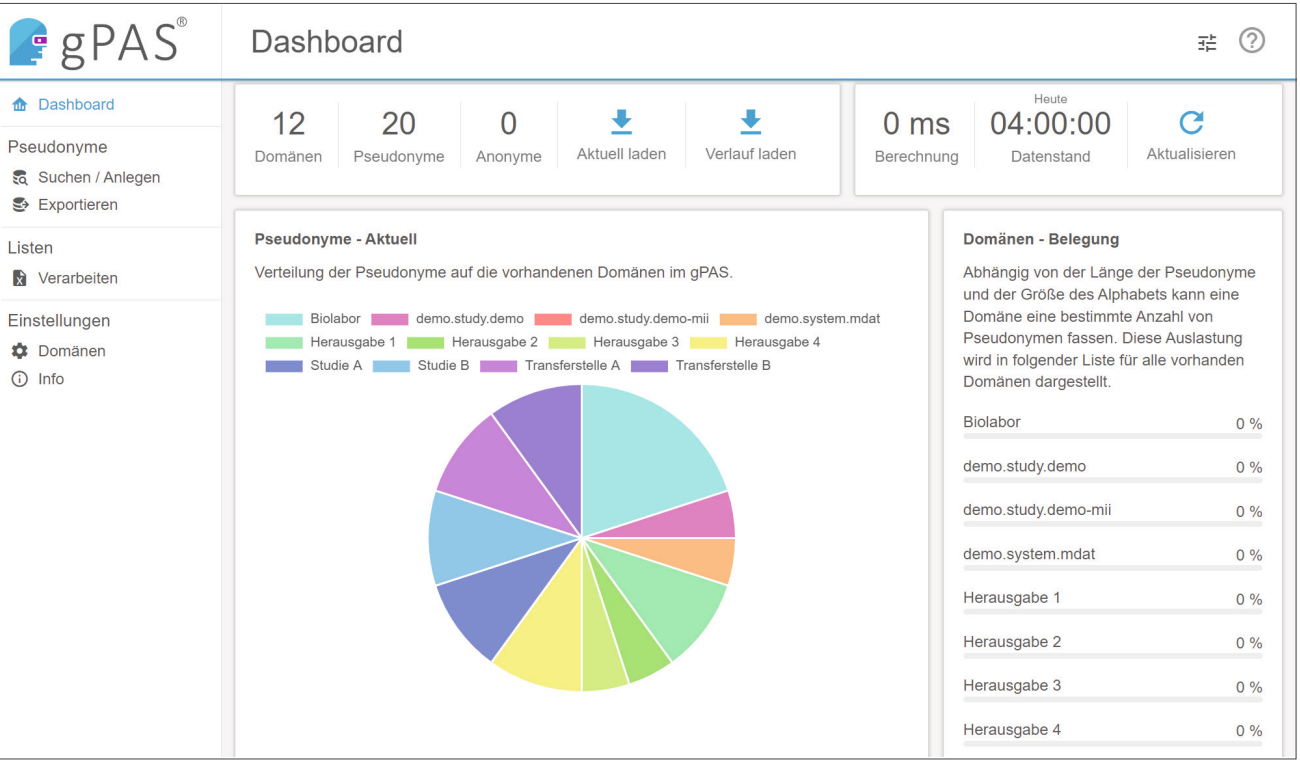 gPAS®
Dashboard
Dashboard
Pseudonyme
Suchen / Anlegen
Exportieren
Listen
Verarbeiten
Einstellungen
Domänen
Info
12
Domänen
20
Pseudonyme
0
Anonyme
Aktuell laden
Verlauf laden
0 ms
Berechnung
Heute
04:00:00
Datenstand
Aktualisieren
Pseudonyme - Aktuell
Verteilung der Pseudonyme auf die vorhandenen Domänen im gPAS.
Biolabor demo.study.demo demo.study.demo-mii demo.system.mdat
Herausgabe 1 Herausgabe 2 Herausgabe 3 Herausgabe 4
Studie A Studie B Transferstelle A Transferstelle B
Domänen - Belegung
Abhängig von der Länge der Pseudonyme
und der Größe des Alphabets kann eine
Domäne eine bestimmte Anzahl von
Pseudonymen fassen. Diese Auslastung
wird in folgender Liste für alle vorhanden
Domänen dargestellt.
Biolabor 0 %
demo.study.demo 0 %
demo.study.demo-mii 0 %
demo.system.mdat 0 %
Herausgabe 1 0 %
Herausgabe 2 0 %
Herausgabe 3 0 %
Herausgabe 4 0 %